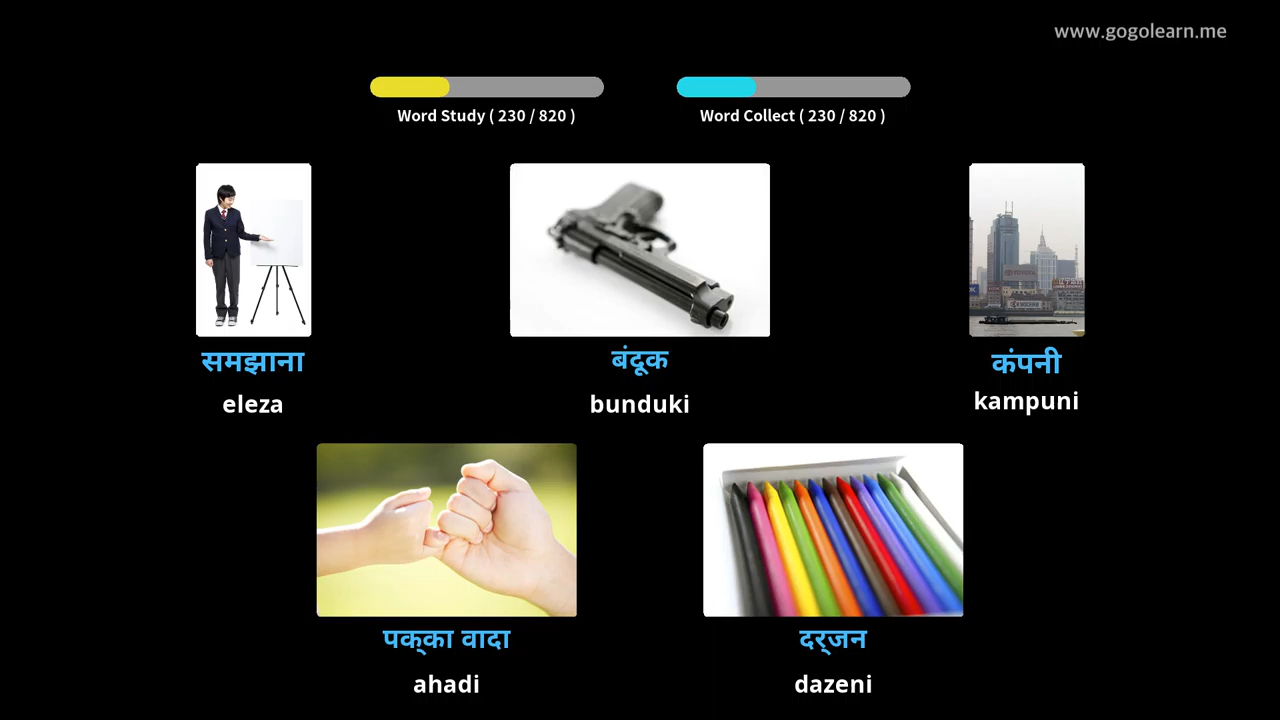 www.gogolearn.me
Word Study ( 230 / 820 )
Word Collect ( 230 / 820 )
TOYOTA
समझाना
बंदूक
कंपनी
eleza
bunduki
kampuni
पक्‌का वादा
दर्‌जन
ahadi
dazeni